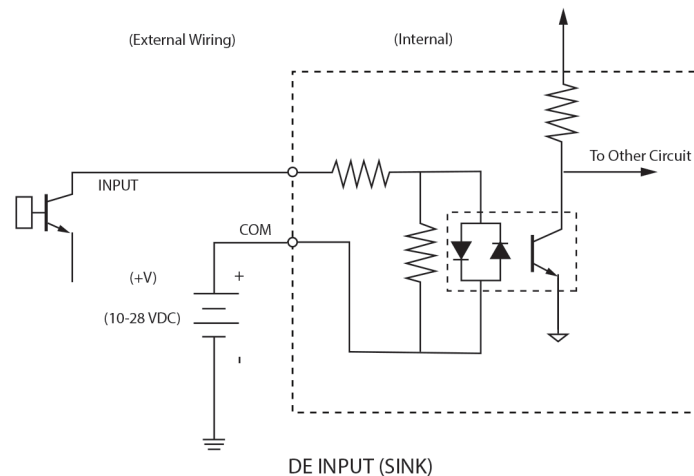 (External Wiring)
(Internal)
To Other Circuit
INPUT
COM
(+V)
+
(10-28 VDC)
-
DE INPUT (SINK)